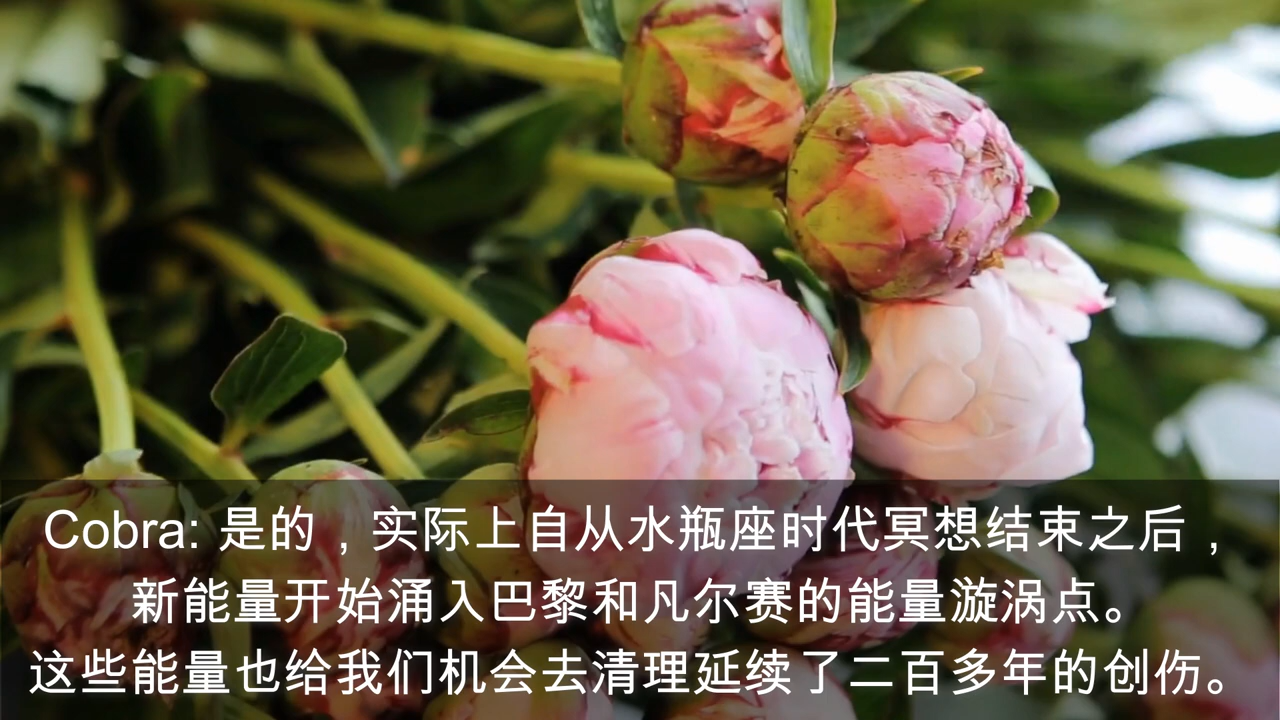 Cobra: 是的，实际上自从水瓶座时代冥想结束之后，
新能量开始涌入巴黎和凡尔赛的能量漩涡点。
这些能量也给我们机会去清理延续了二百多年的创伤。